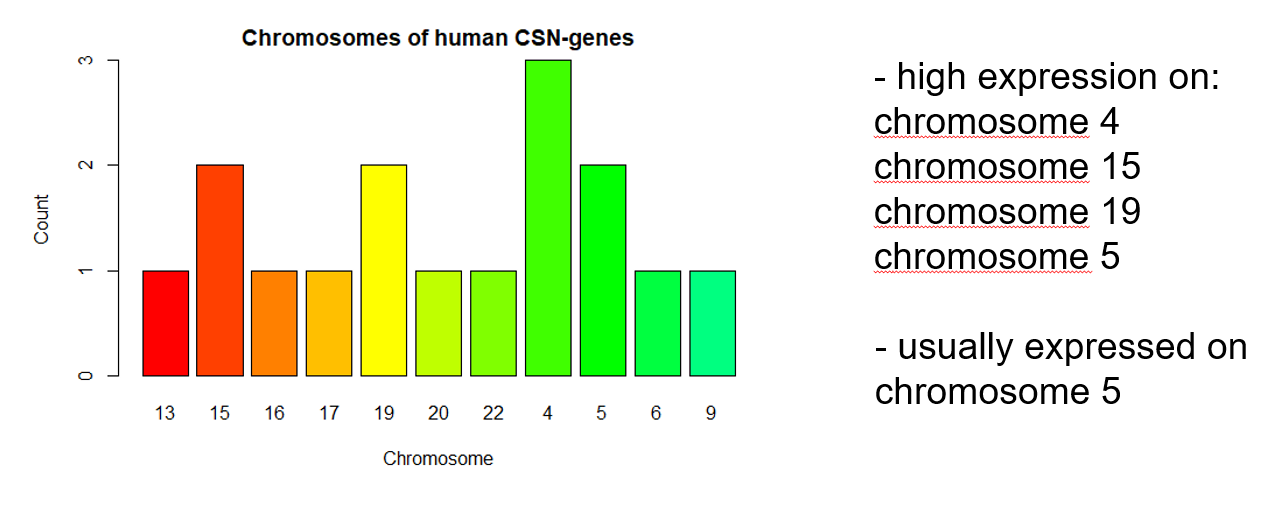 Chromosomes of human CSN-genes
3
2
1
0
Count
13 15 16 17 19 20 22 4 5 6 9
Chromosome
- high expression on:
chromosome 4
chromosome 15
chromosome 19
chromosome 5
- usually expressed on
chromosome 5